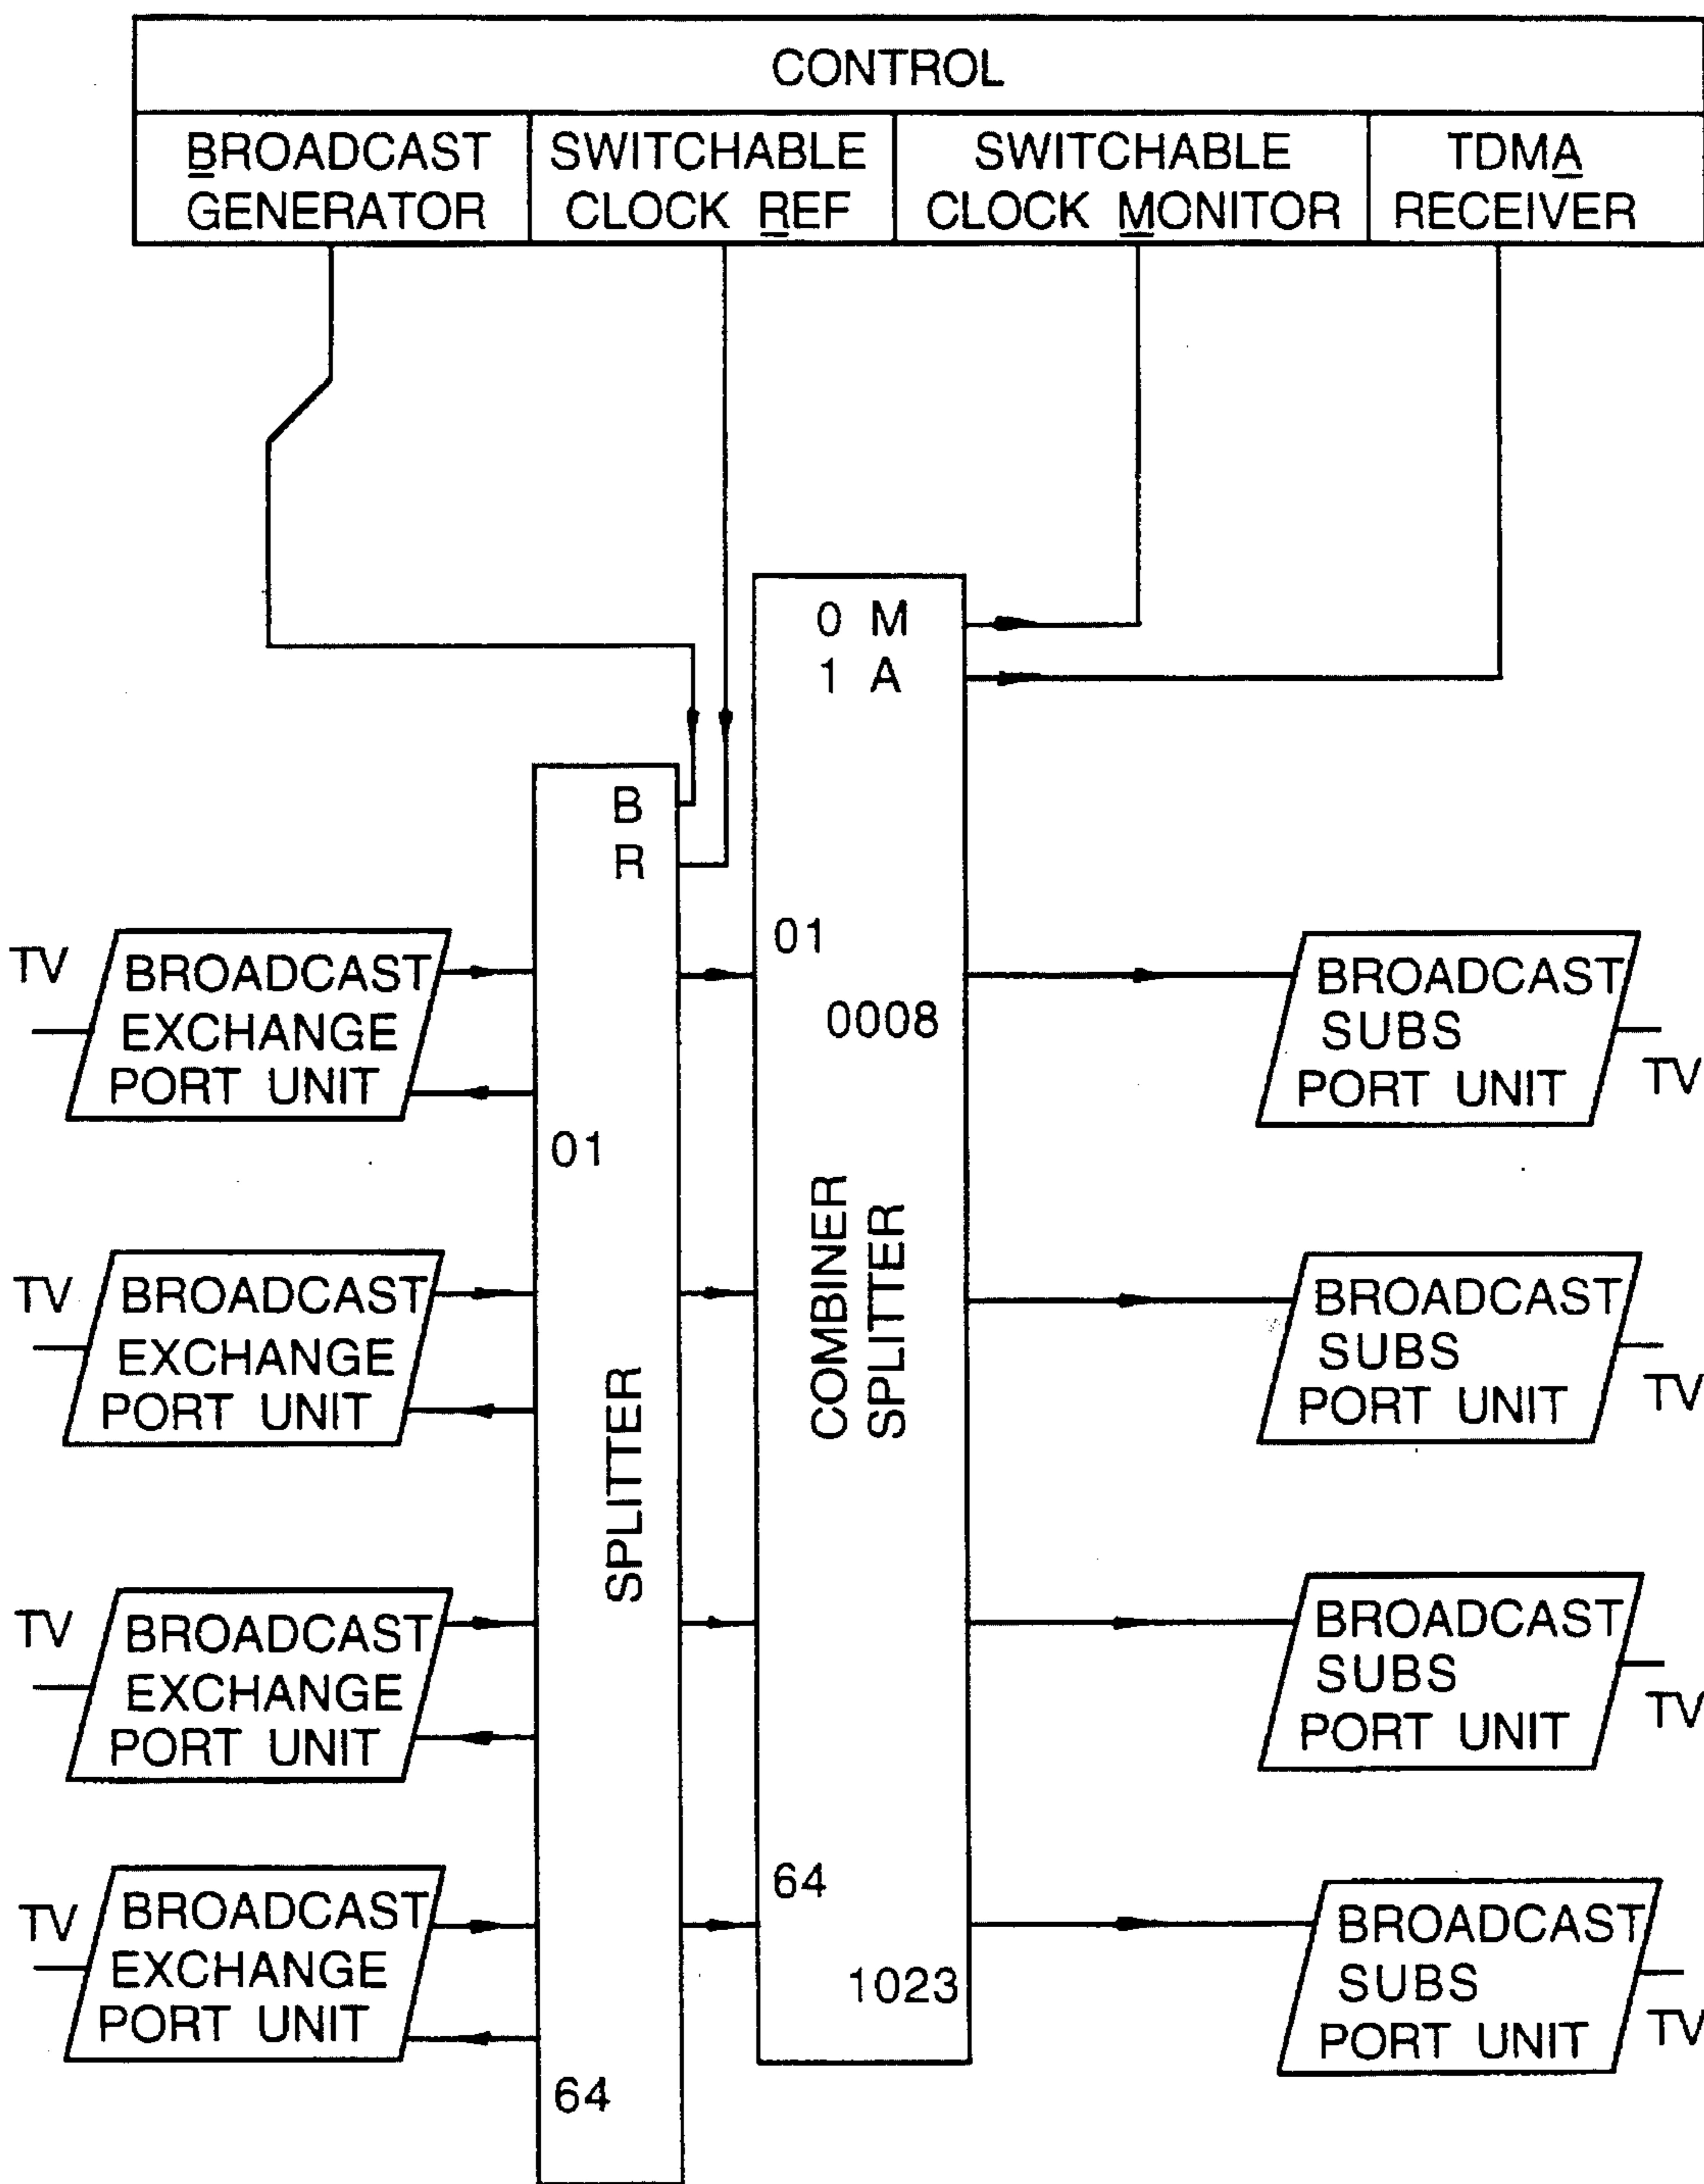 CONTROL
BROADCAST
GENERATOR
SWITCHABLE
CLOCK REF
SWITCHABLE
CLOCK MONITOR
TDMA
RECEIVER
0 M
1 A
B
R
01
0008
COMBINER
SPLITTER
64
1023
01
SPLITTER
64
TV
BROADCAST
EXCHANGE
PORT UNIT
TV
BROADCAST
EXCHANGE
PORT UNIT
TV
BROADCAST
EXCHANGE
PORT UNIT
TV
BROADCAST
EXCHANGE
PORT UNIT
BROADCAST
SUBS
PORT UNIT
TV
BROADCAST
SUBS
PORT UNIT
TV
BROADCAST
SUBS
PORT UNIT
TV
BROADCAST
SUBS
PORT UNIT
TV